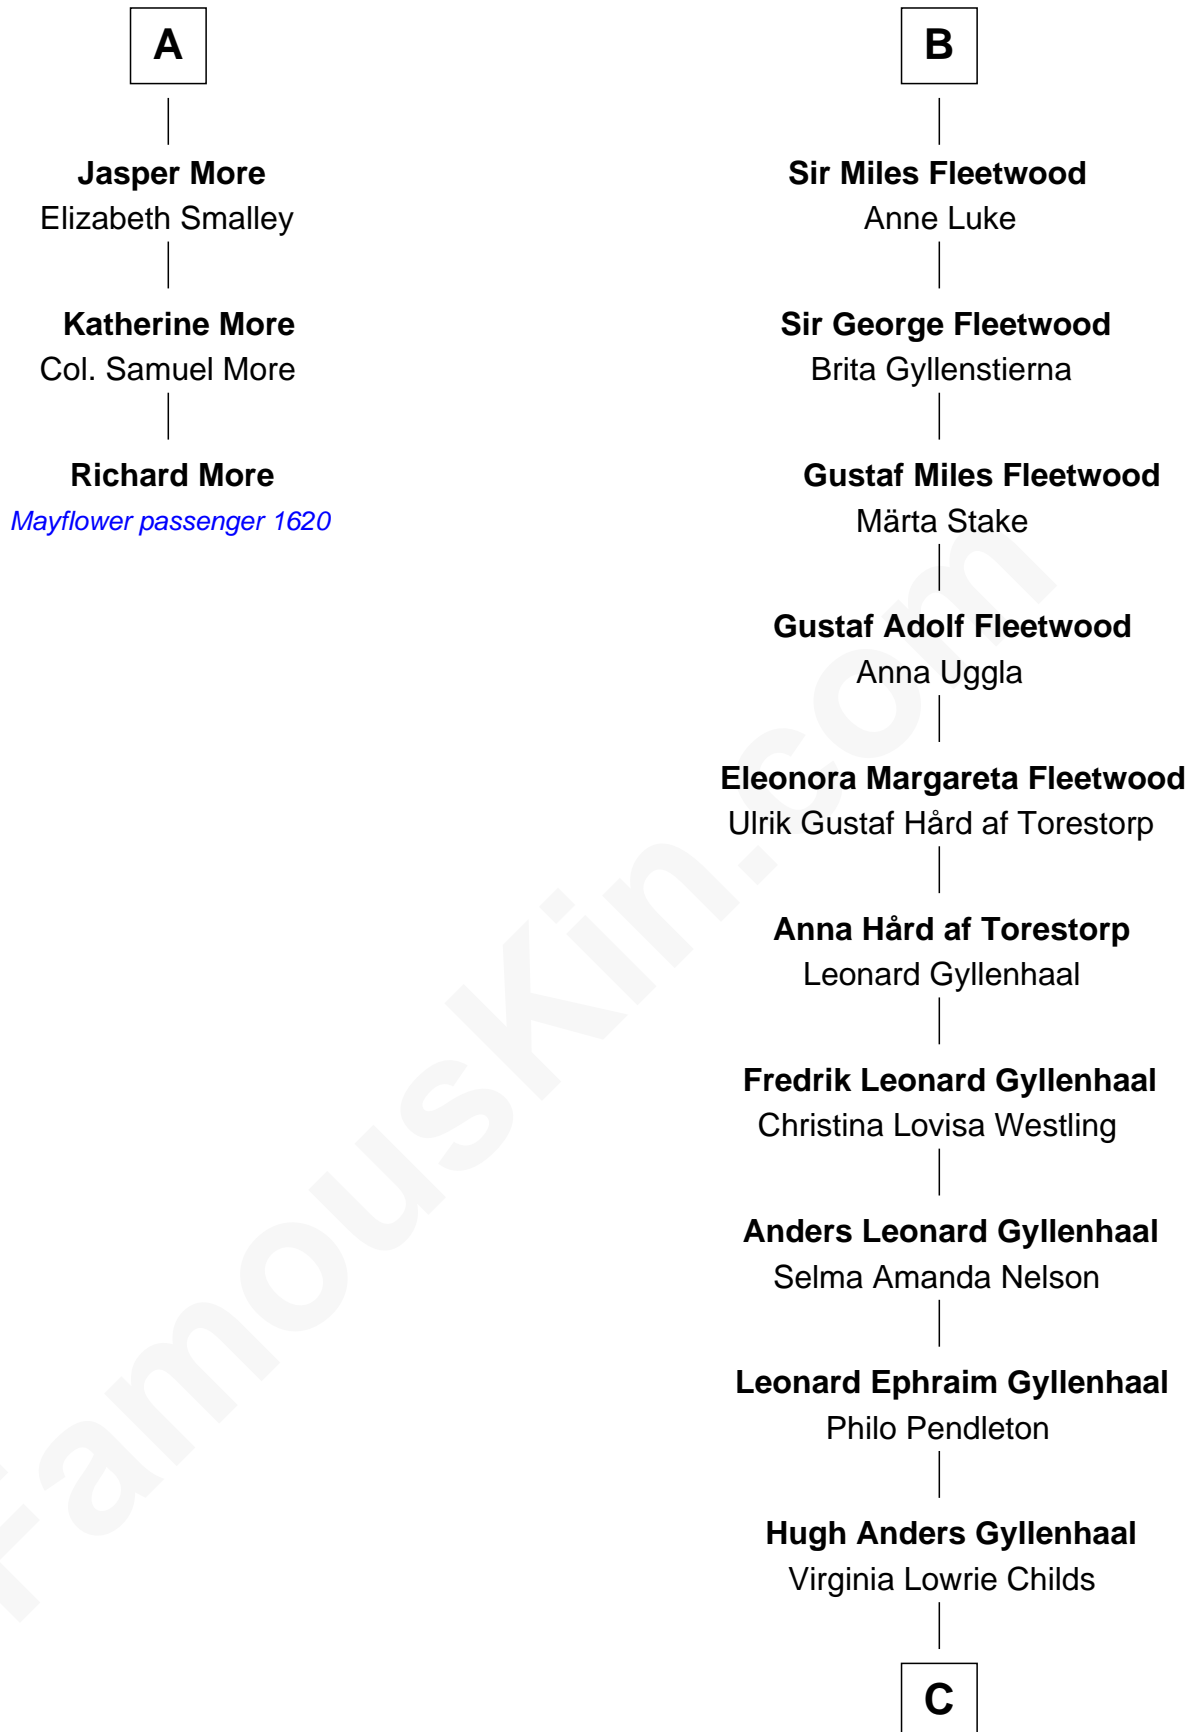 A
Jasper More
Elizabeth Smalley
Katherine More
Col. Samuel More
Richard More
Mayflower passenger 1620
B
Sir Miles Fleetwood
Anne Luke
Sir George Fleetwood
Brita Gyllenstierna
Gustaf Miles Fleetwood
Märta Stake
Gustaf Adolf Fleetwood
Anna Uggla
Eleonora Margareta Fleetwood
Ulrik Gustaf Hård af Torestorp
Anna Hård af Torestorp
Leonard Gyllenhaal
Fredrik Leonard Gyllenhaal
Christina Lovisa Westling
Anders Leonard Gyllenhaal
Selma Amanda Nelson
Leonard Ephraim Gyllenhaal
Philo Pendleton
Hugh Anders Gyllenhaal
Virginia Lowrie Childs
C
FamousKin.com